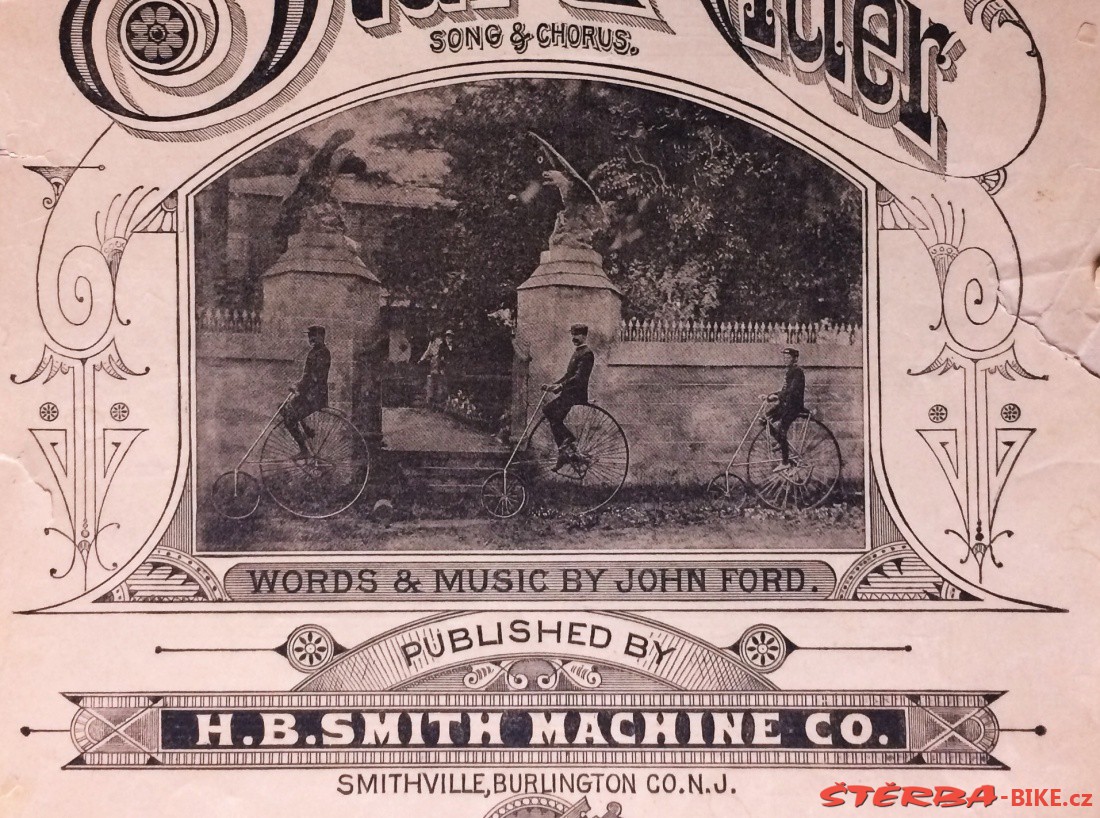 SONG & CHORUS.
WORDS & MUSIC BY JOHN FORD.
PUBLISHED BY
H.B.SMITH MACHINE CO.
SMITHVILLE, BURLINGTON CO. N.J.
ŠTĚRBA-BIKE.cz